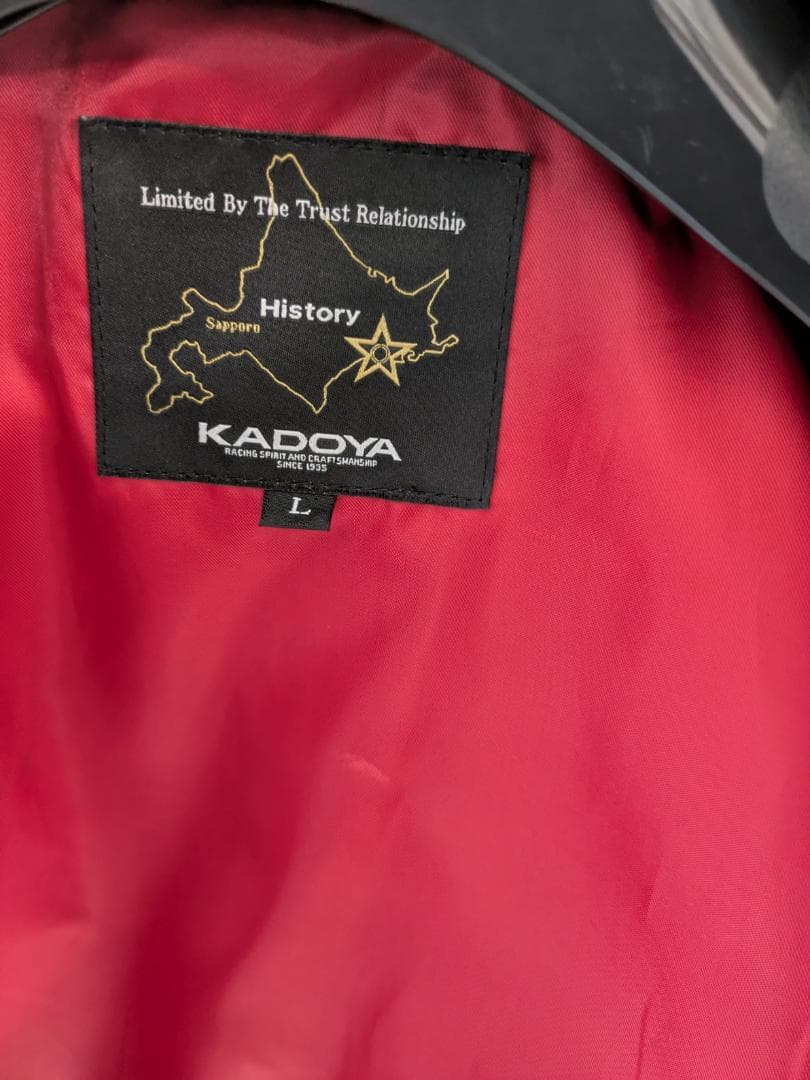 Limited By The Trust Relationship
History
Sapporo
KADOYA
RACING SPIRIT AND CRAFTSMANSHIP
SINCE 1935
L